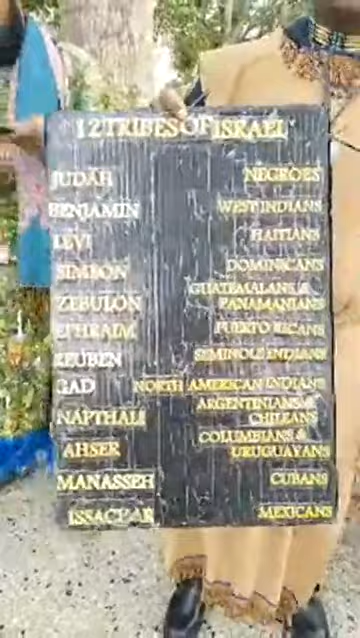 12 TRIBES OF ISRAEL
JUDAH NEGROES
BENJAMIN WEST INDIANS
LEVI HAITIANS
SIMEON DOMINICANS
ZEBULON GUATEMALANS &
PANAMANIANS
EPHRAIM PUERTO RICANS
REUBEN SEMINOLE INDIANS
GAD NORTH AMERICAN INDIANS
NAPTHALI ARGENTINIANS &
CHILEANS
AHSER COLUMBIANS &
URUGUAYANS
MANASSEH CUBANS
ISSACHAR MEXICANS